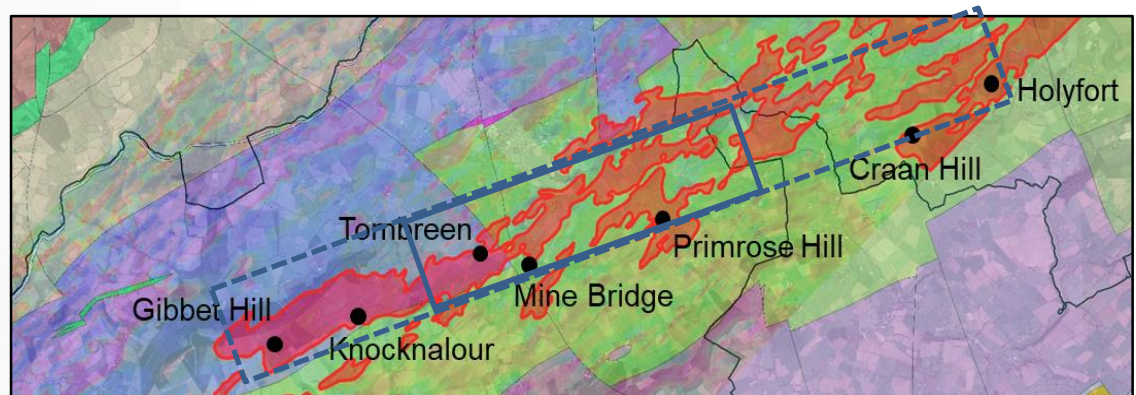 Holyfort
Craan Hill
Tombreen
Primrose Hill
Mine Bridge
Gibbet Hill
Knocknalour